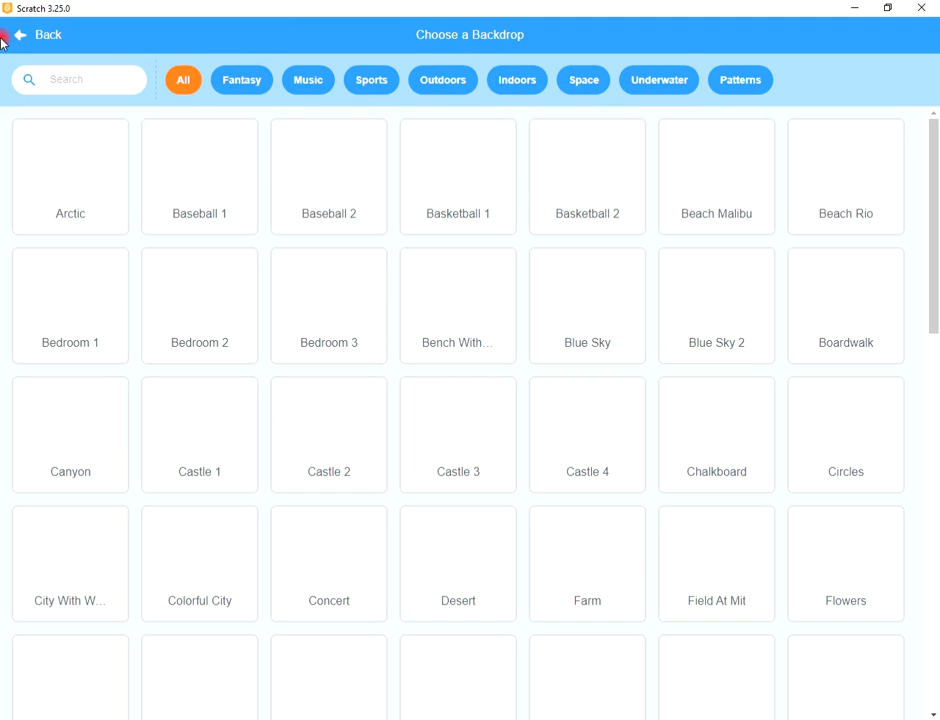 Scratch 3.25.0
Back
Choose a Backdrop
Search
All
Fantasy
Music
Sports
Outdoors
Indoors
Space
Underwater
Patterns
Arctic
Baseball 1
Baseball 2
Basketball 1
Basketball 2
Beach Malibu
Beach Rio
Bedroom 1
Bedroom 2
Bedroom 3
Bench With...
Blue Sky
Blue Sky 2
Boardwalk
Canyon
Castle 1
Castle 2
Castle 3
Castle 4
Chalkboard
Circles
City With W...
Colorful City
Concert
Desert
Farm
Field At Mit
Flowers